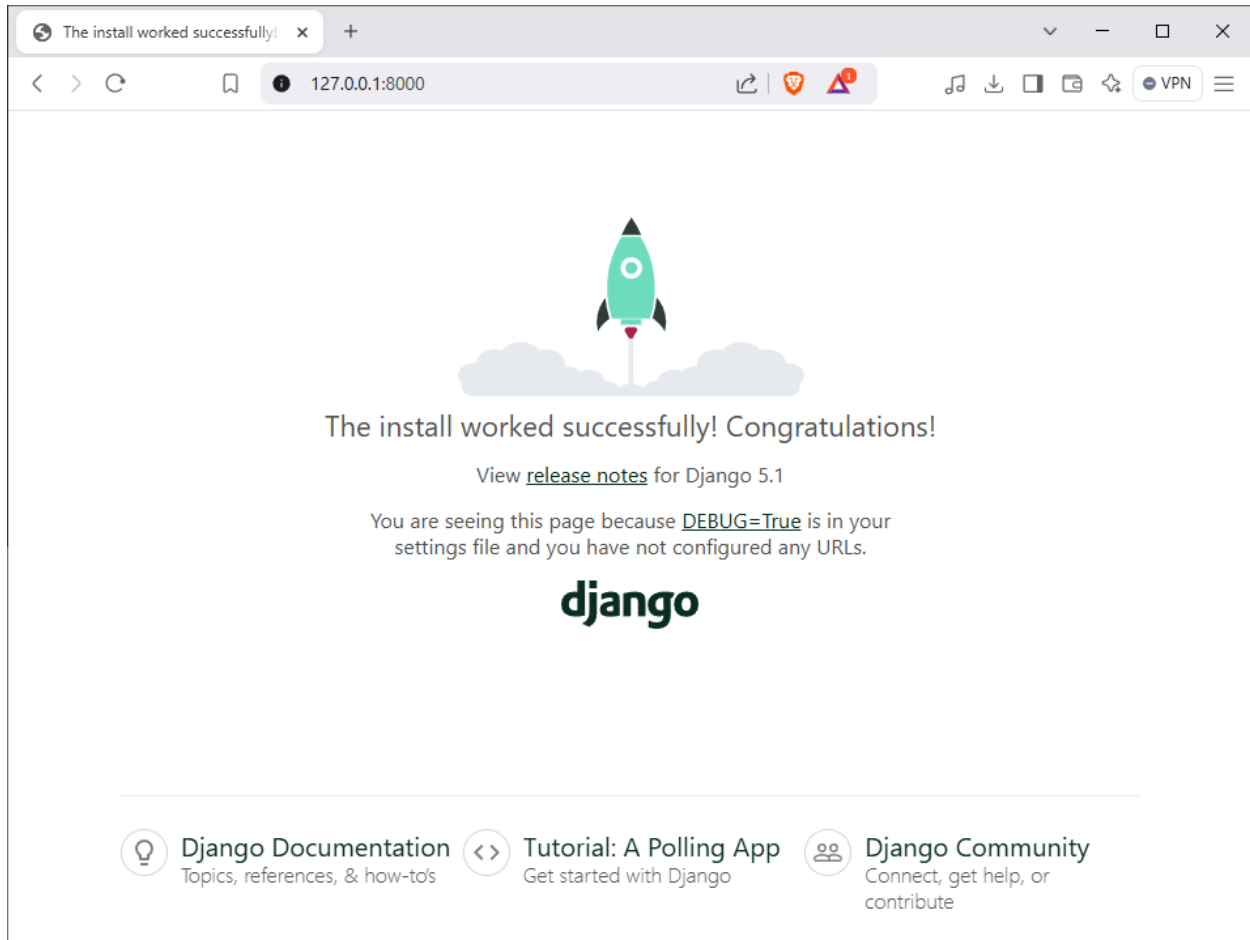 The install worked successfully!
127.0.0.1:8000
1
VPN
The install worked successfully! Congratulations!
View release notes for Django 5.1
You are seeing this page because DEBUG=True is in your
settings file and you have not configured any URLs.
django
Django Documentation
Topics, references, & how-to's
Tutorial: A Polling App
Get started with Django
Django Community
Connect, get help, or
contribute